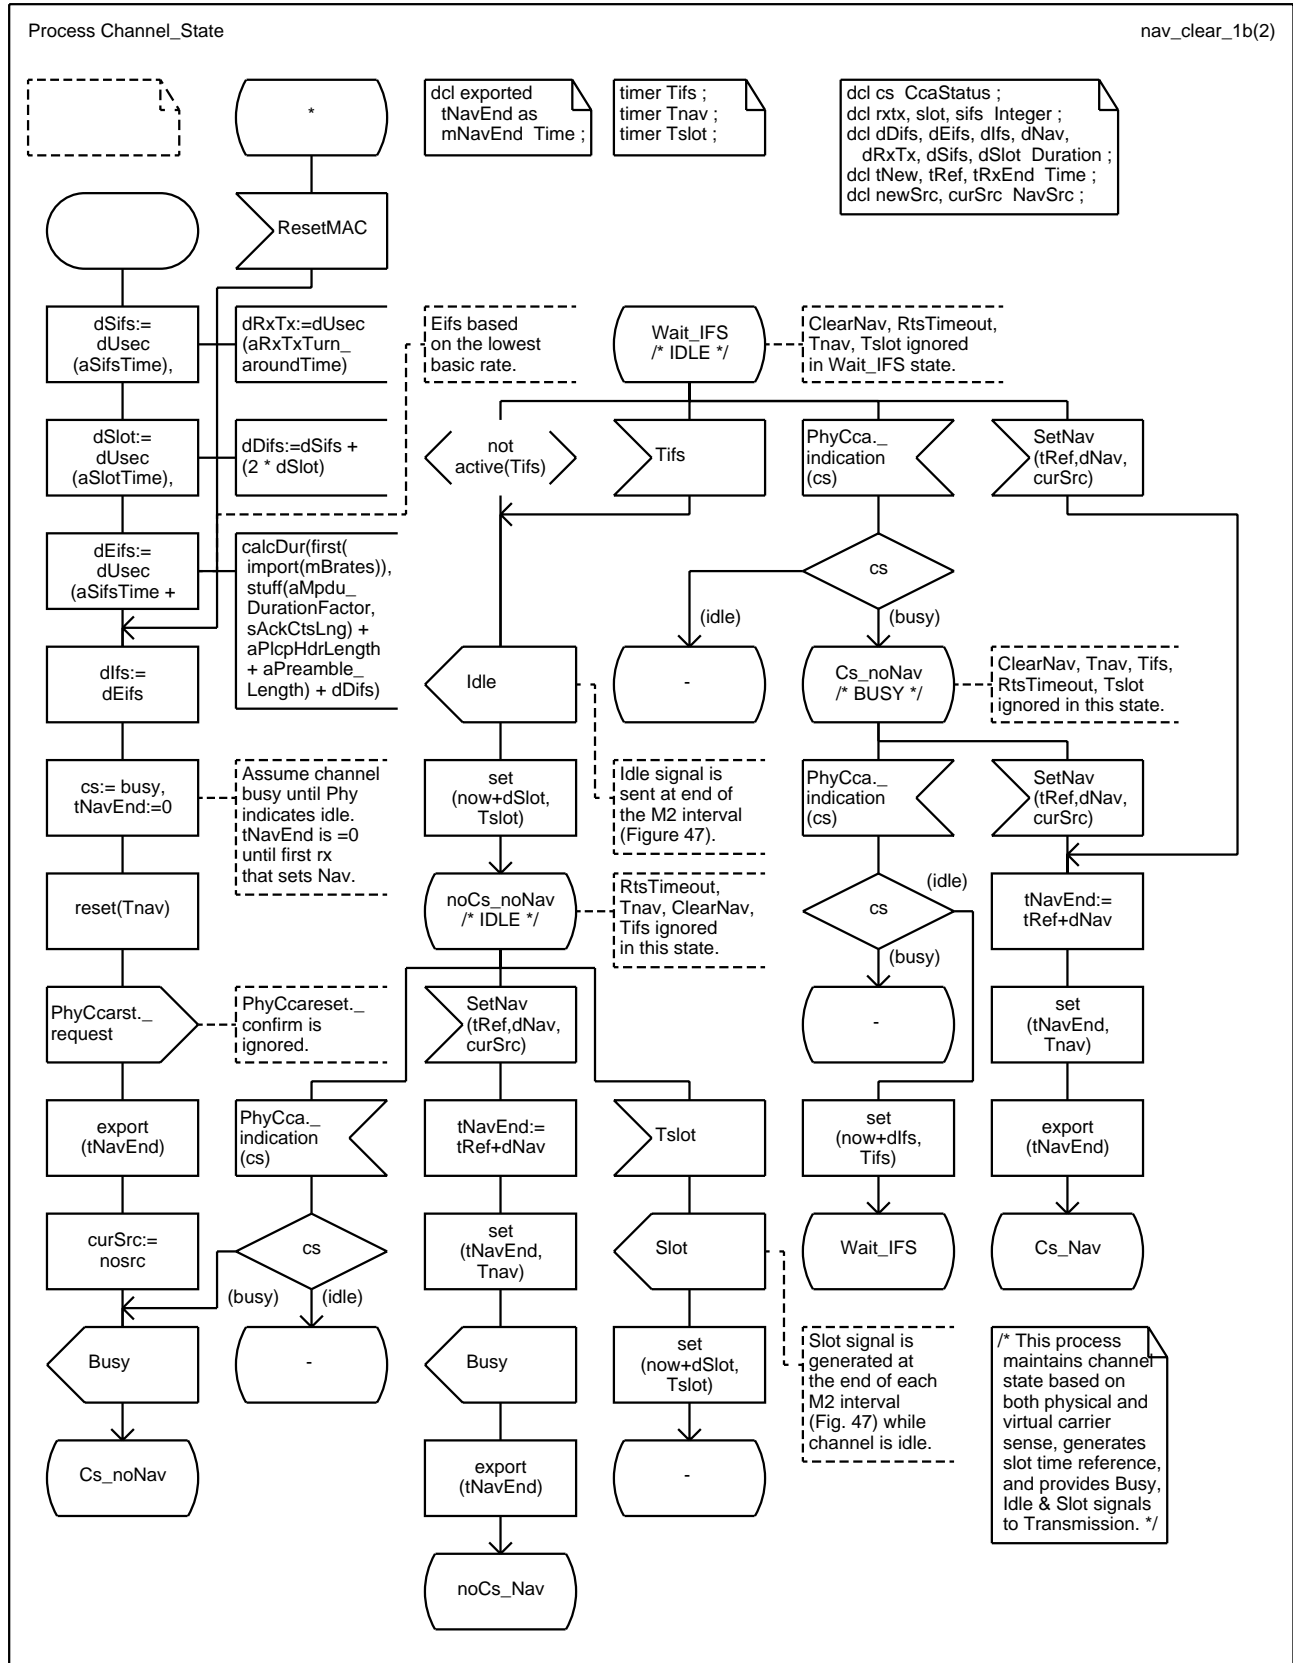 Process Channel_State
nav_clear_1b(2)
*
dcl exported
tNavEnd as
mNavEnd Time ;
timer Tifs ;
timer Tnav ;
timer Tslot ;
dcl cs CcaStatus ;
dcl rxtx, slot, sifs Integer ;
dcl dDifs, dEifs, dIfs, dNav,
dRxTx, dSifs, dSlot Duration ;
dcl tNew, tRef, tRxEnd Time ;
dcl newSrc, curSrc NavSrc ;
ResetMAC
dSifs:=
dUsec
(aSifsTime),
dRxTx:=dUsec
(aRxTxTurn_
aroundTime)
Eifs based
on the lowest
basic rate.
Wait_IFS
/* IDLE */
ClearNav, RtsTimeout,
Tnav, Tslot ignored
in Wait_IFS state.
dSlot:=
dUsec
(aSlotTime),
dDifs:=dSifs +
(2 * dSlot)
not
active(Tifs)
Tifs
PhyCca._
indication
(cs)
SetNav
(tRef,dNav,
curSrc)
dEifs:=
dUsec
(aSifsTime +
calcDur(first(
import(mBrates)),
stuff(aMpdu_
DurationFactor,
sAckCtsLng) +
aPlcpHdrLength
+ aPreamble_
Length) + dDifs)
cs
(idle)
(busy)
dIfs:=
dEifs
Idle
-
Cs_noNav
/* BUSY */
ClearNav, Tnav, Tifs,
RtsTimeout, Tslot
ignored in this state.
cs:= busy,
tNavEnd:=0
Assume channel
busy until Phy
indicates idle.
tNavEnd is =0
until first rx
that sets Nav.
set
(now+dSlot,
Tslot)
Idle signal is
sent at end of
the M2 interval
(Figure 47).
PhyCca._
indication
(cs)
SetNav
(tRef,dNav,
curSrc)
reset(Tnav)
noCs_noNav
/* IDLE */
RtsTimeout,
Tnav, ClearNav,
Tifs ignored
in this state.
cs
(idle)
(busy)
tNavEnd:=
tRef+dNav
PhyCcarst._
request
PhyCcareset._
confirm is
ignored.
SetNav
(tRef,dNav,
curSrc)
-
set
(tNavEnd,
Tnav)
export
(tNavEnd)
PhyCca._
indication
(cs)
tNavEnd:=
tRef+dNav
Tslot
set
(now+dIfs,
Tifs)
export
(tNavEnd)
curSrc:=
nosrc
cs
(busy)
(idle)
set
(tNavEnd,
Tnav)
Slot
Wait_IFS
Cs_Nav
Busy
-
Busy
set
(now+dSlot,
Tslot)
Slot signal is
generated at
the end of each
M2 interval
(Fig. 47) while
channel is idle.
/* This process
maintains channel
state based on
both physical and
virtual carrier
sense, generates
slot time reference,
and provides Busy,
Idle & Slot signals
to Transmission. */
Cs_noNav
export
(tNavEnd)
-
noCs_Nav